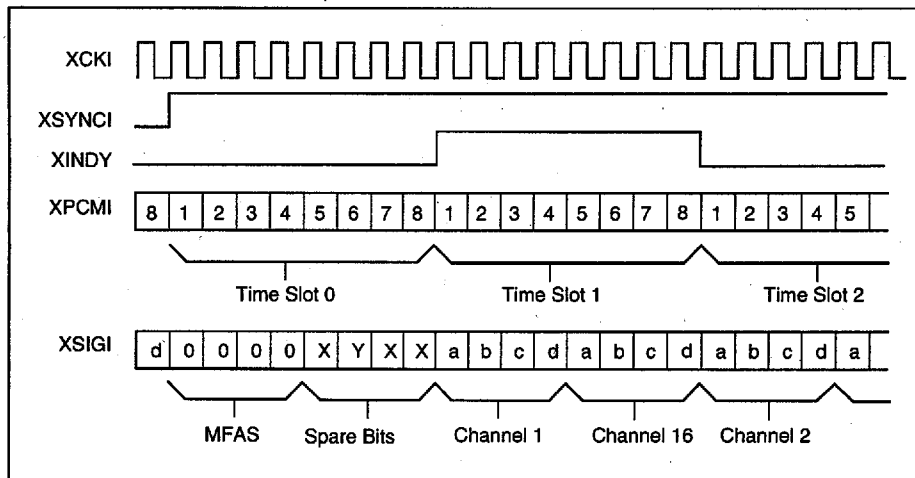 XCKI
XSYNCI
XINDY
XPCMI 8 1 2 3 4 5 6 7 8 1 2 3 4 5 6 7 8 1 2 3 4 5
Time Slot 0 Time Slot 1 Time Slot 2
XSIGI d 0 0 0 0 X Y X X a b c d a b c d a b c d a
MFAS Spare Bits Channel 1 Channel 16 Channel 2